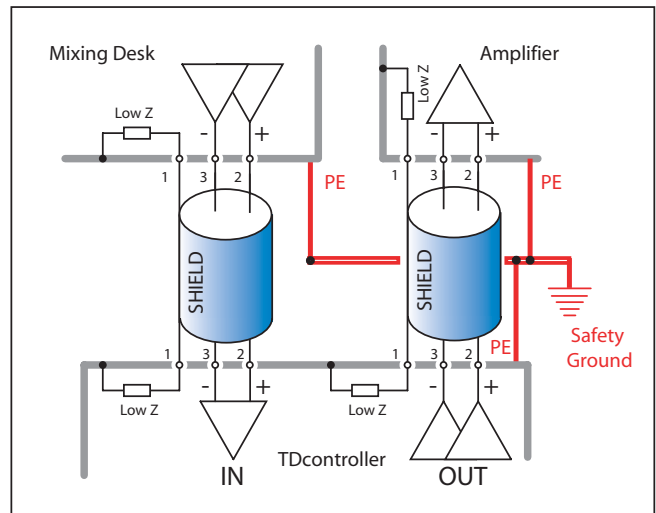 Mixing Desk
Amplifier
Low Z
Low Z
- +
- +
1 3 2
1 3 2
PE
PE
SHIELD
SHIELD
Safety
Ground
PE
1 3 2
1 3 2
- +
- +
Low Z
Low Z
TDcontroller
IN
OUT